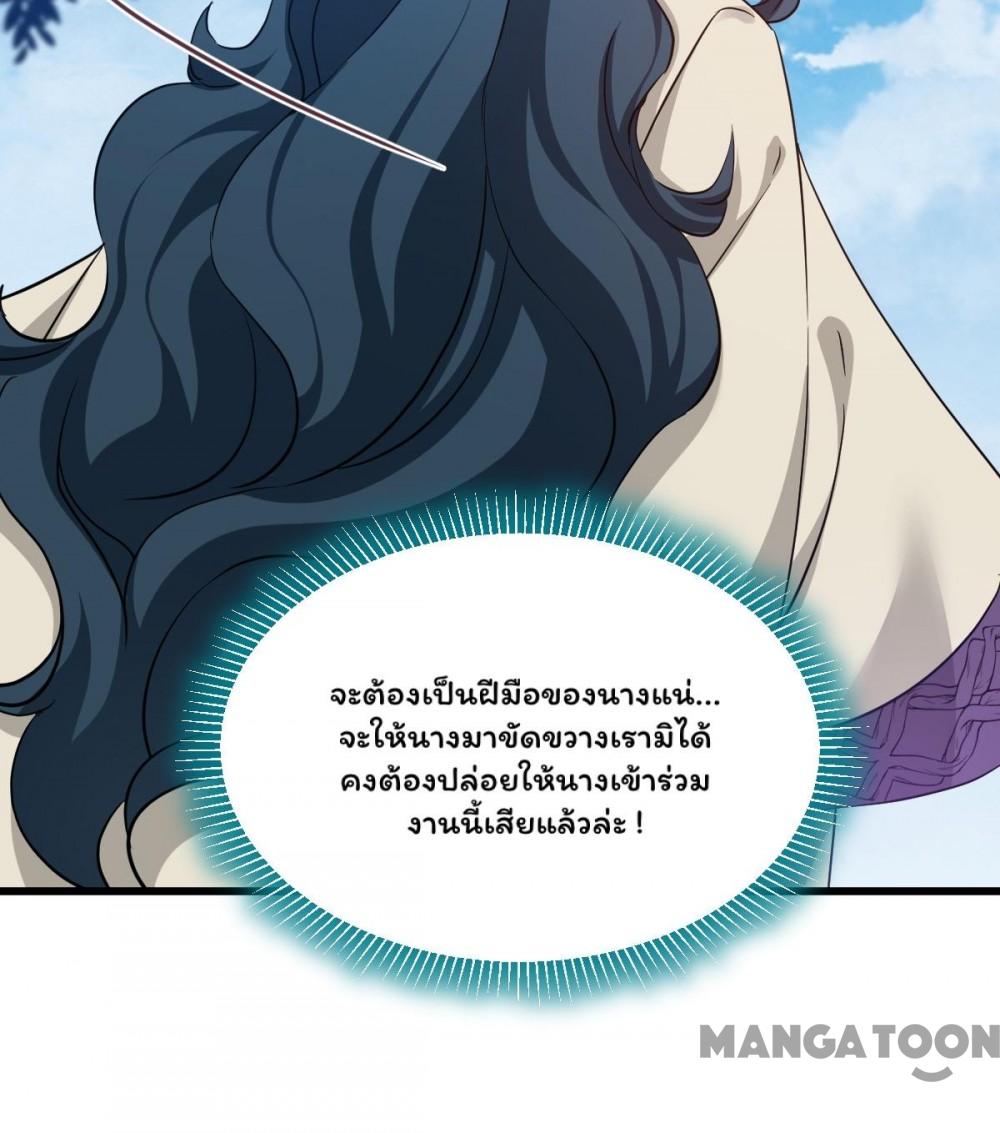 จะต้องเป็นฝีมือของนางแน่...
จะให้นางมาขัดขวางเรามิได้
คงต้องปล่อยให้นางเข้าร่วม
งานนี้เสียแล้วล่ะ !
MANGATOON